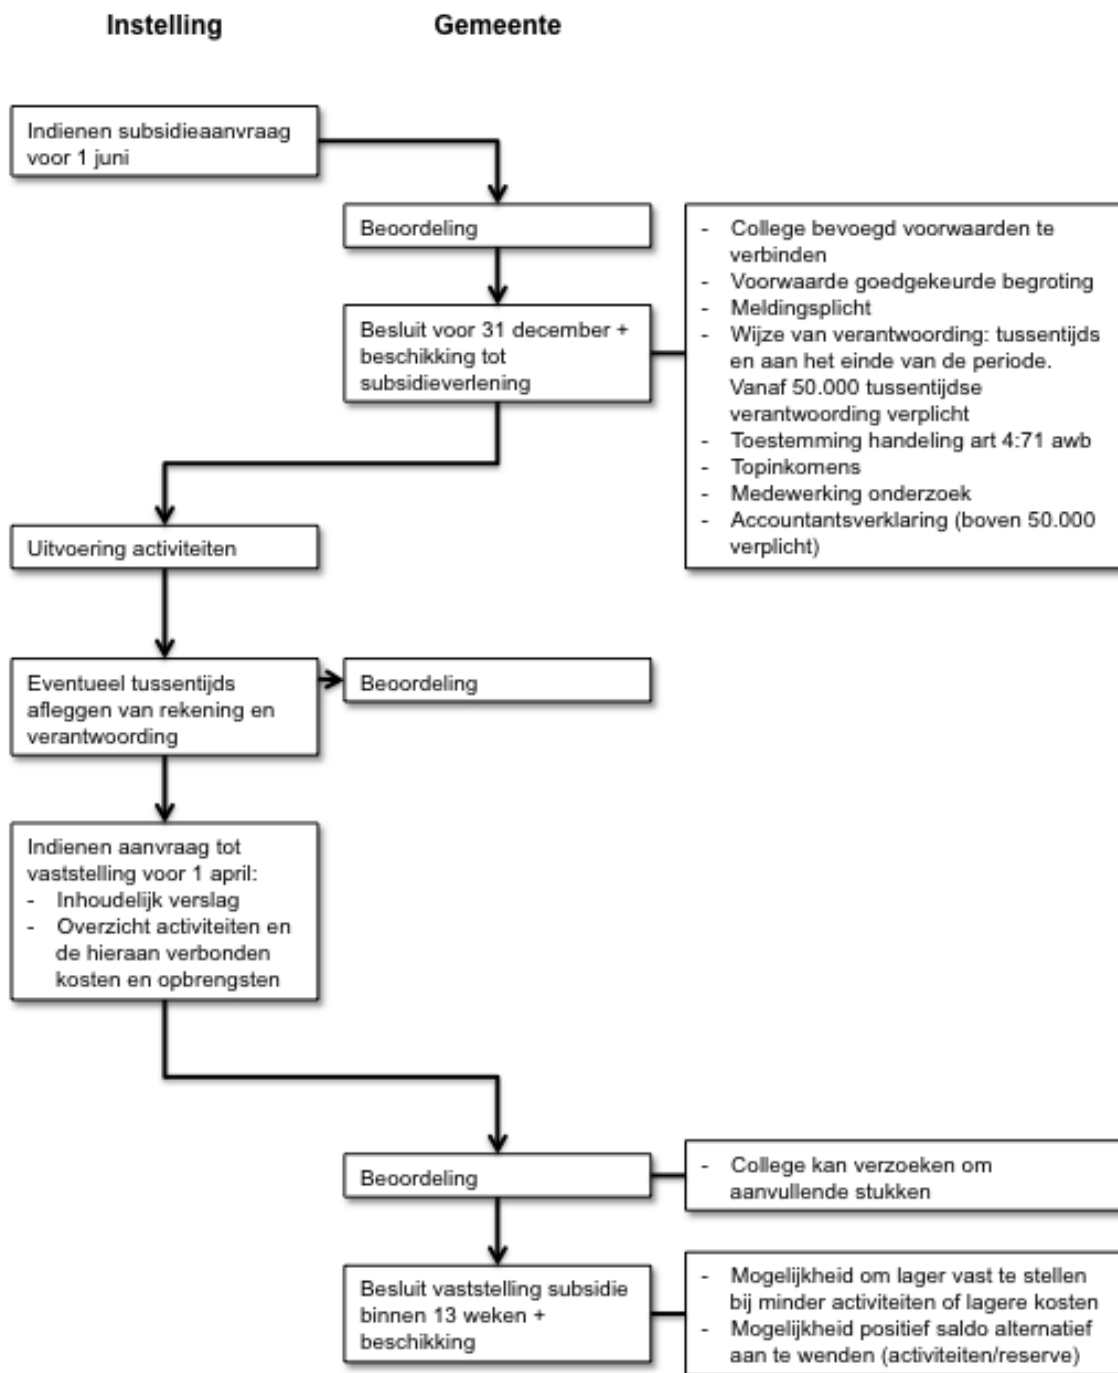 Instelling
Gemeente
Indienen subsidieaanvraag
voor 1 juni
Beoordeling
Besluit voor 31 december +
beschikking tot
subsidieverlening
- College bevoegd voorwaarden te
verbinden
- Voorwaarde goedgekeurde begroting
- Meldingsplicht
- Wijze van verantwoording: tussentijds
en aan het einde van de periode.
Vanaf 50.000 tussentijdse
verantwoording verplicht
- Toestemming handeling art 4:71 awb
- Topinkomens
- Medewerking onderzoek
- Accountantsverklaring (boven 50.000
verplicht)
Uitvoering activiteiten
Eventueel tussentijds
afleggen van rekening en
verantwoording
Beoordeling
Indienen aanvraag tot
vaststelling voor 1 april:
- Inhoudelijk verslag
- Overzicht activiteiten en
de hieraan verbonden
kosten en opbrengsten
Beoordeling
- College kan verzoeken om
aanvullende stukken
Besluit vaststelling subsidie
binnen 13 weken +
beschikking
- Mogelijkheid om lager vast te stellen
bij minder activiteiten of lagere kosten
- Mogelijkheid positief saldo alternatief
aan te wenden (activiteiten/reserve)